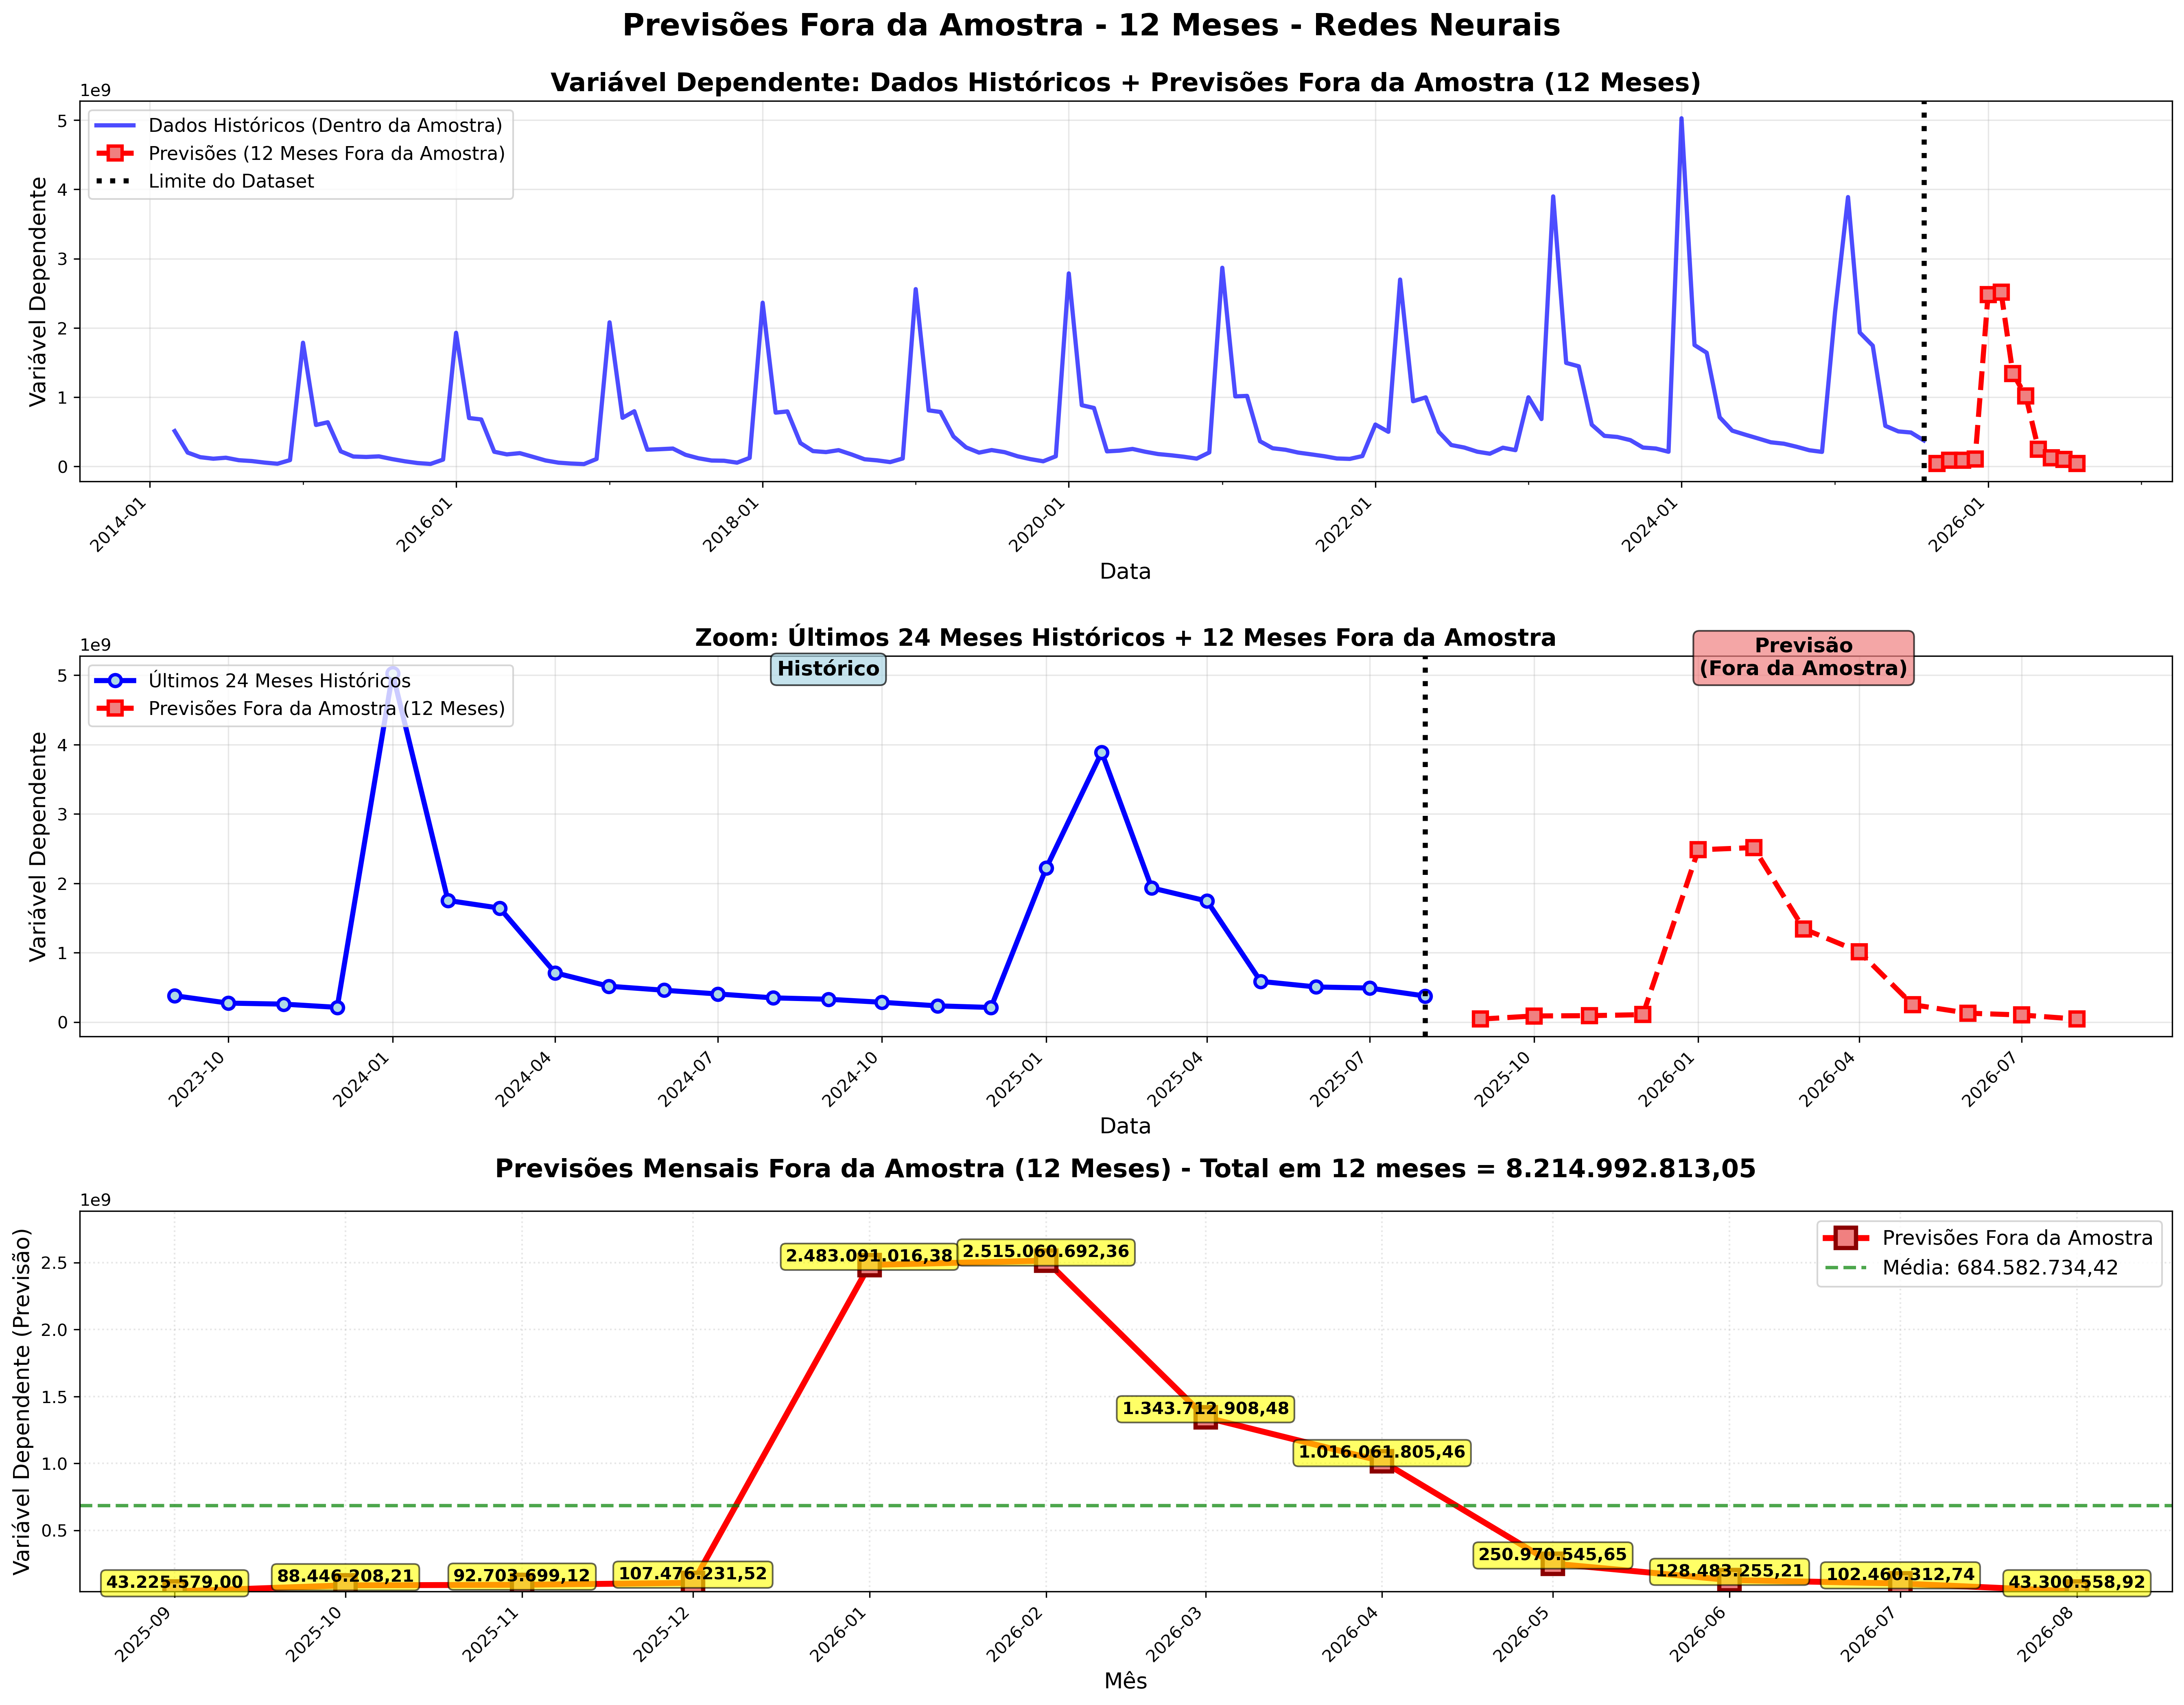 Previsões Fora da Amostra - 12 Meses - Redes Neurais
Variável Dependente: Dados Históricos + Previsões Fora da Amostra (12 Meses)
1e9
Dados Históricos (Dentro da Amostra)
Previsões (12 Meses Fora da Amostra)
Limite do Dataset
Variável Dependente
5
4
3
2
1
0
2014-01
2016-01
2018-01
2020-01
2022-01
2024-01
2026-01
Data
Zoom: Últimos 24 Meses Históricos + 12 Meses Fora da Amostra
1e9
Histórico
Previsão
(Fora da Amostra)
Últimos 24 Meses Históricos
Previsões Fora da Amostra (12 Meses)
Variável Dependente
5
4
3
2
1
0
2023-10
2024-01
2024-04
2024-07
2024-10
2025-01
2025-04
2025-07
2025-10
2026-01
2026-04
2026-07
Data
Previsões Mensais Fora da Amostra (12 Meses) - Total em 12 meses = 8.214.992.813,05
1e9
Previsões Fora da Amostra
Média: 684.582.734,42
Variável Dependente (Previsão)
2.5
2.0
1.5
1.0
0.5
43.225.579,00
88.446.208,21
92.703.699,12
107.476.231,52
2.483.091.016,38
2.515.060.692,36
1.343.712.908,48
1.016.061.805,46
250.970.545,65
128.483.255,21
102.460.312,74
43.300.558,92
2025-09
2025-10
2025-11
2025-12
2026-01
2026-02
2026-03
2026-04
2026-05
2026-06
2026-07
2026-08
Mês